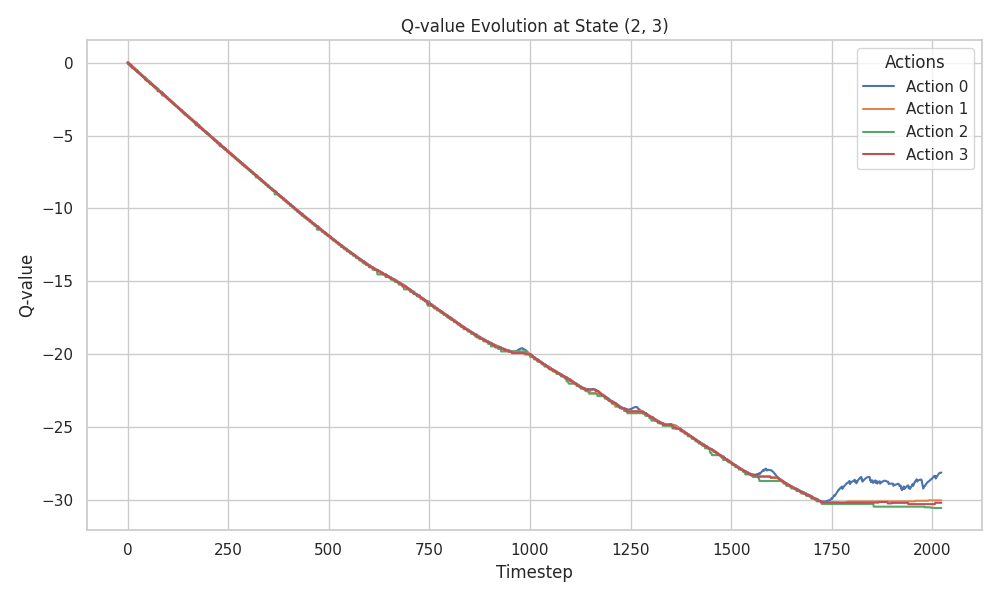 Q-value Evolution at State (2, 3)
Actions
Action 0
Action 1
Action 2
Action 3
Q-value
0
−5
−10
−15
−20
−25
−30
0 250 500 750 1000 1250 1500 1750 2000
Timestep